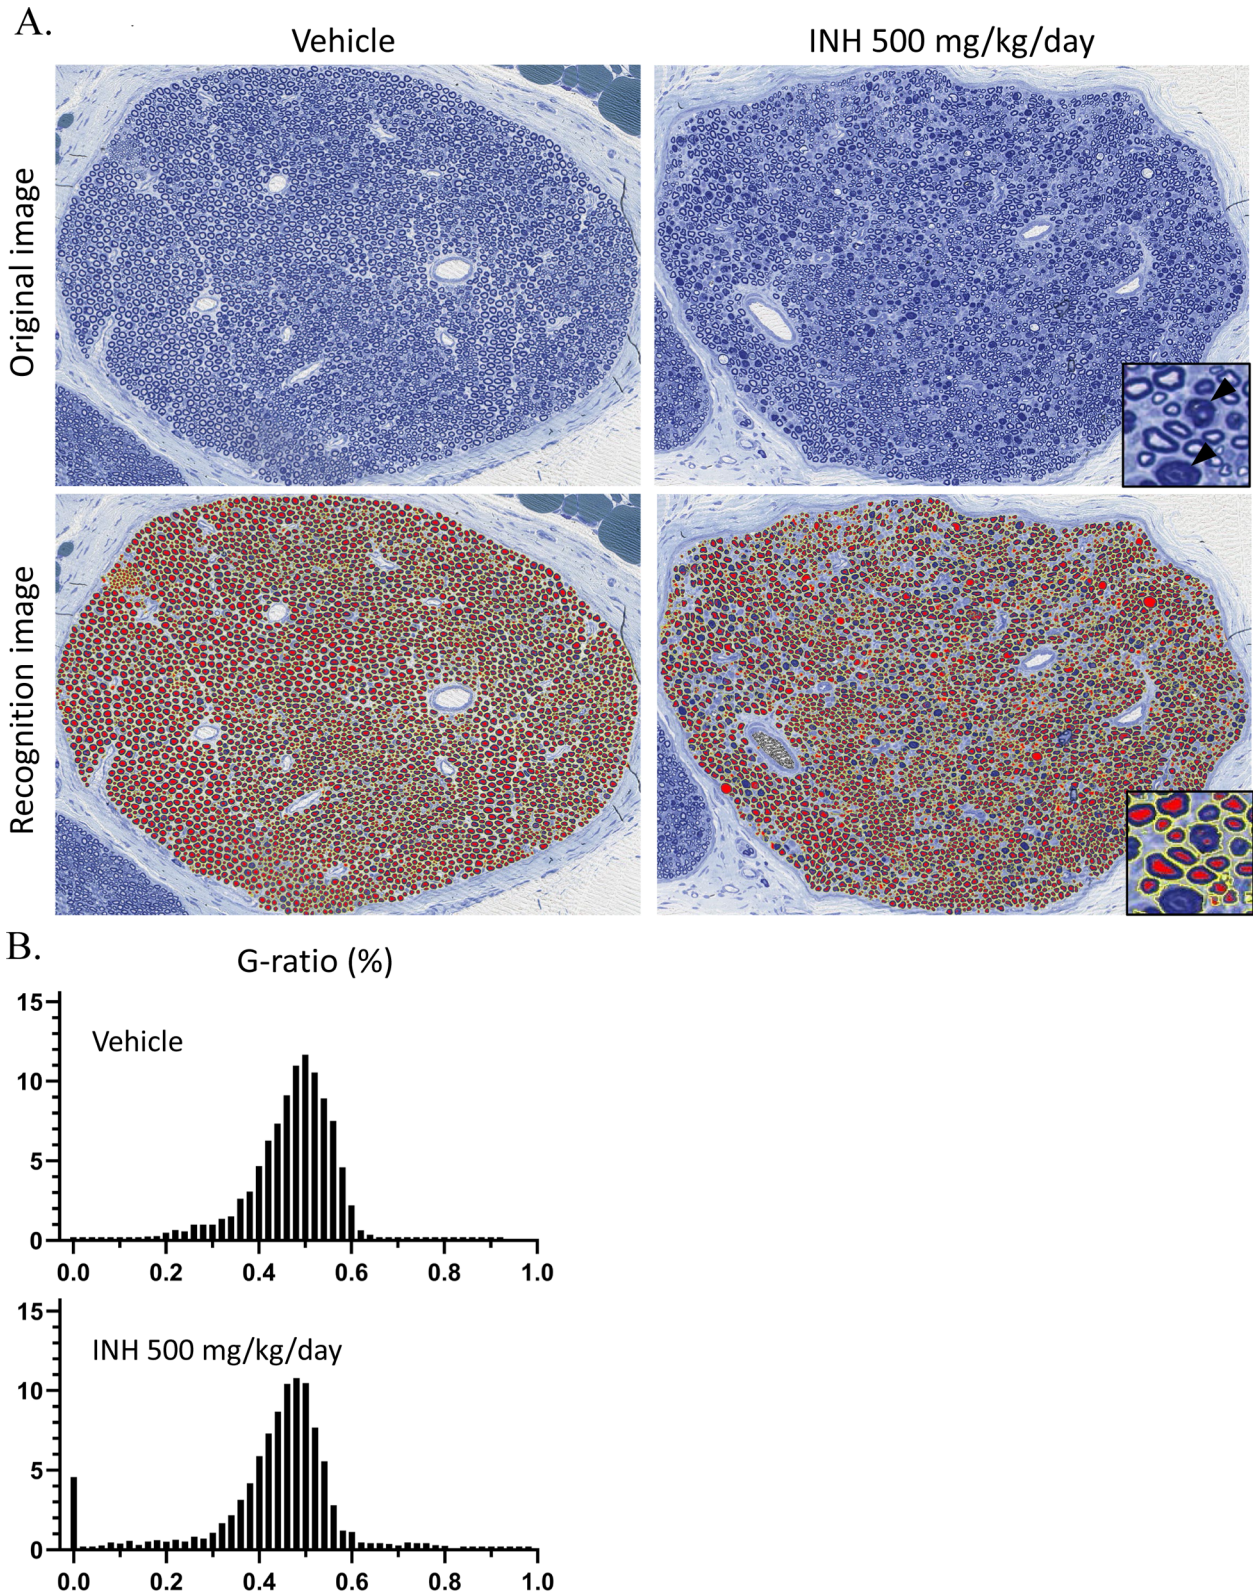 A.
Vehicle
INH 500 mg/kg/day
Original image
Recognition image
B.
G-ratio (%)
15
Vehicle
10
5
0
0.0 0.2 0.4 0.6 0.8 1.0
15
INH 500 mg/kg/day
10
5
0
0.0 0.2 0.4 0.6 0.8 1.0